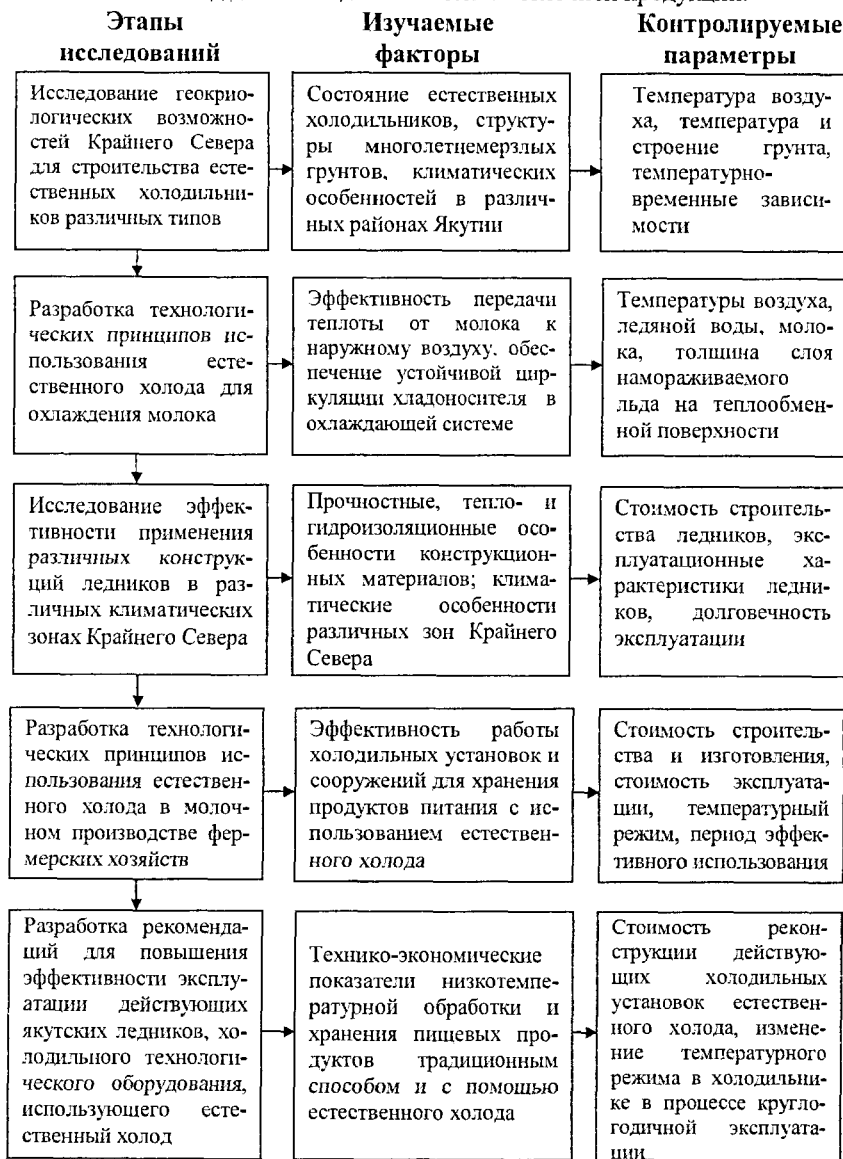 продукции.
Этапы
исследований
Изучаемые
факторы
Контролируемые
параметры
Исследование геокрио-
логических возможно-
стей Крайнего Севера
для строительства есте-
ственных холодильни-
ков различных типов
Состояние естественных
холодильников, структу-
ры многолетнемерзлых
грунтов, климатических
особенностей в различ-
ных районах Якутии
Температура возду-
ха, температура и
строение грунта,
температурно-
временные зависи-
мости
Разработка технологи-
ческих принципов ис-
пользования есте-
ственного холода для
охлаждения молока
Эффективность передачи
теплоты от молока к
наружному воздуху, обес-
печение устойчивой цир-
куляции хладоносителя в
охлаждающей системе
Температуры воздуха,
ледяной воды, моло-
ка, толщина слоя
намораживаемого
льда на теплообмен-
ной поверхности
Исследование эффек-
тивности применения
различных конструк-
ций ледников в раз-
личных климатических
зонах Крайнего Севера
Прочностные, тепло- и
гидроизоляционные осо-
бенности конструкцион-
ных материалов; клима-
тические особенности
различных зон Крайнего
Севера
Стоимость строитель-
ства ледников, экс-
плуатационные ха-
рактеристики ледни-
ков, долговечность
эксплуатации
Разработка технологи-
ческих принципов ис-
пользования естествен-
ного холода в молоч-
ном производстве фер-
мерских хозяйств
Эффективность работы
холодильных установок и
сооружений для хранения
продуктов питания с ис-
пользованием естествен-
ного холода
Стоимость строитель-
ства и изготовления,
стоимость эксплуата-
ции, температурный
режим, период эффек-
тивного использования
Разработка рекоменда-
ций для повышения
эффективности эксплу-
атации действующих
якутских ледников, хо-
лодильного технологи-
ческого оборудования,
использующего есте-
ственный холод
Технико-экономические
показатели низкотемпе-
ратурной обработки и
хранения пищевых про-
дуктов традиционным
способом и с помощью
естественного холода
Стоимость рекон-
струкции действую-
щих холодильных
установок естествен-
ного холода, измене-
ние температурного
режима в холодильни-
ке в процессе кругло-
годичной эксплуата-
ции